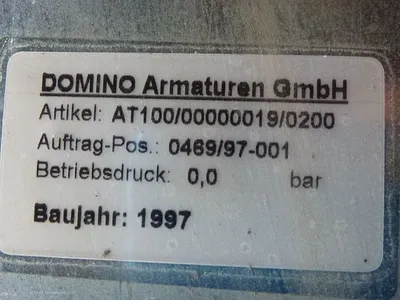 DOMINO Armaturen GmbH
Artikel: AT100/00000019/0200
Auftrag-Pos.: 0469/97-001
Betriebsdruck: 0,0 bar
Baujahr: 1997